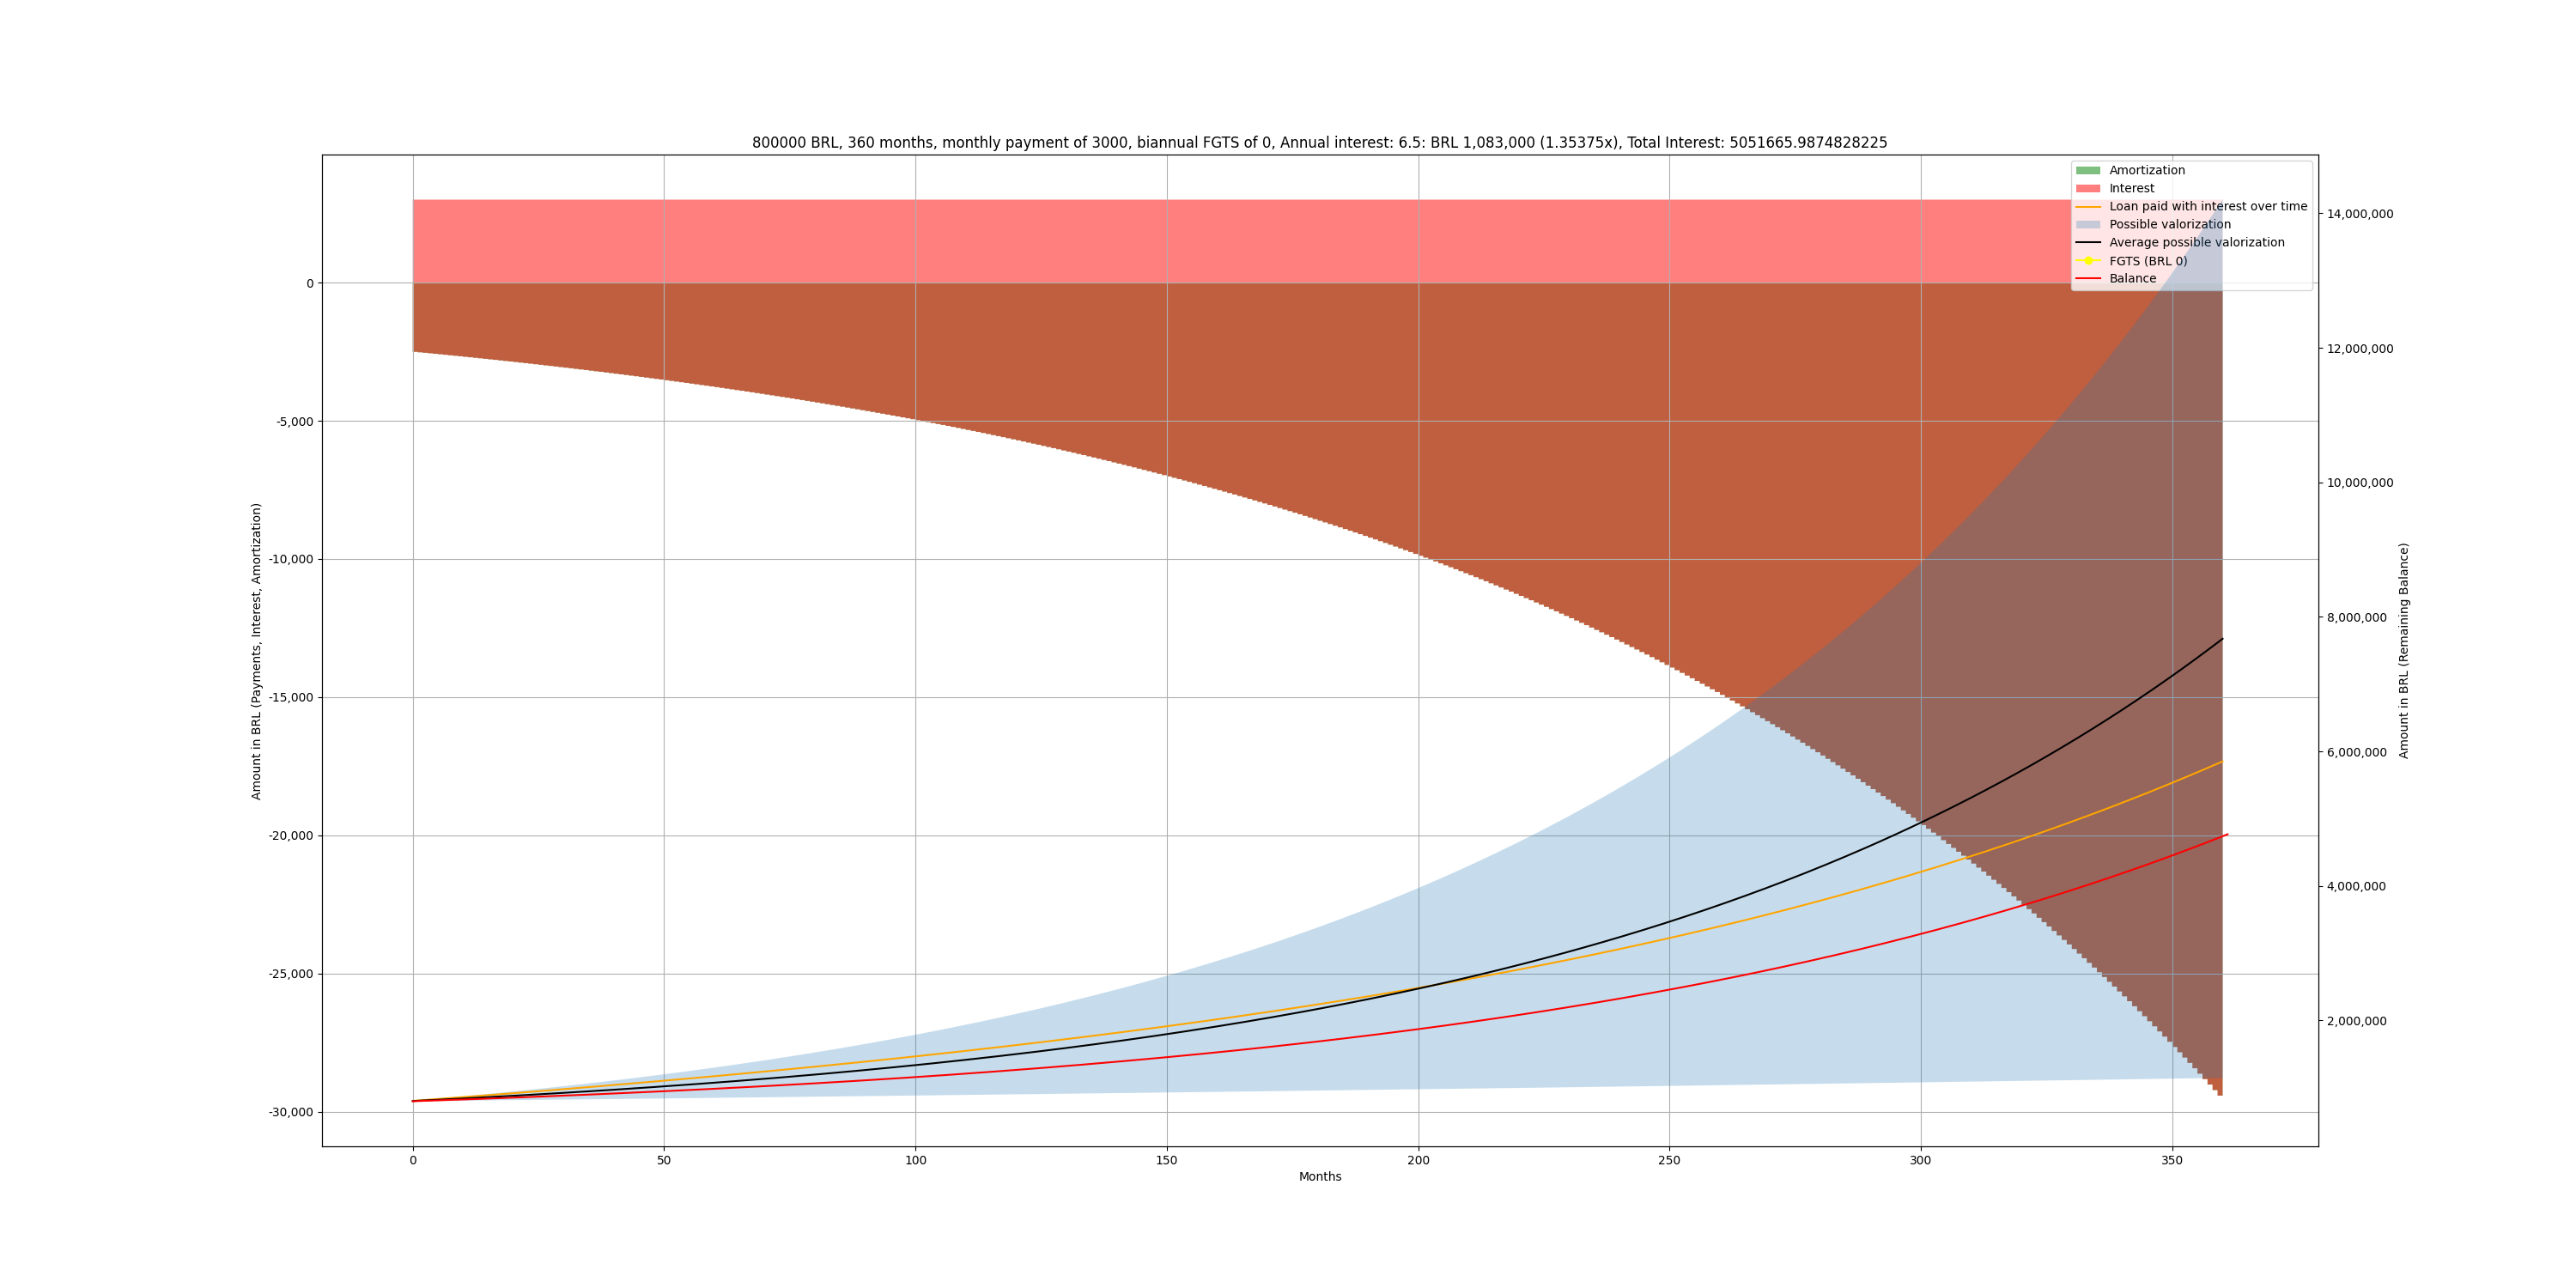 800000 BRL, 360 months, monthly payment of 3000, biannual FGTS of 0, Annual interest: 6.5: BRL 1,083,000 (1.35375x), Total Interest: 5051665.9874828225
Amortization
Interest
Loan paid with interest over time
Possible valorization
Average possible valorization
FGTS (BRL 0)
Balance
Amount in BRL (Payments, Interest, Amortization)
0
-5,000
-10,000
-15,000
-20,000
-25,000
-30,000
14,000,000
12,000,000
10,000,000
8,000,000
6,000,000
4,000,000
2,000,000
Amount in BRL (Remaining Balance)
0 50 100 150 200 250 300 350
Months